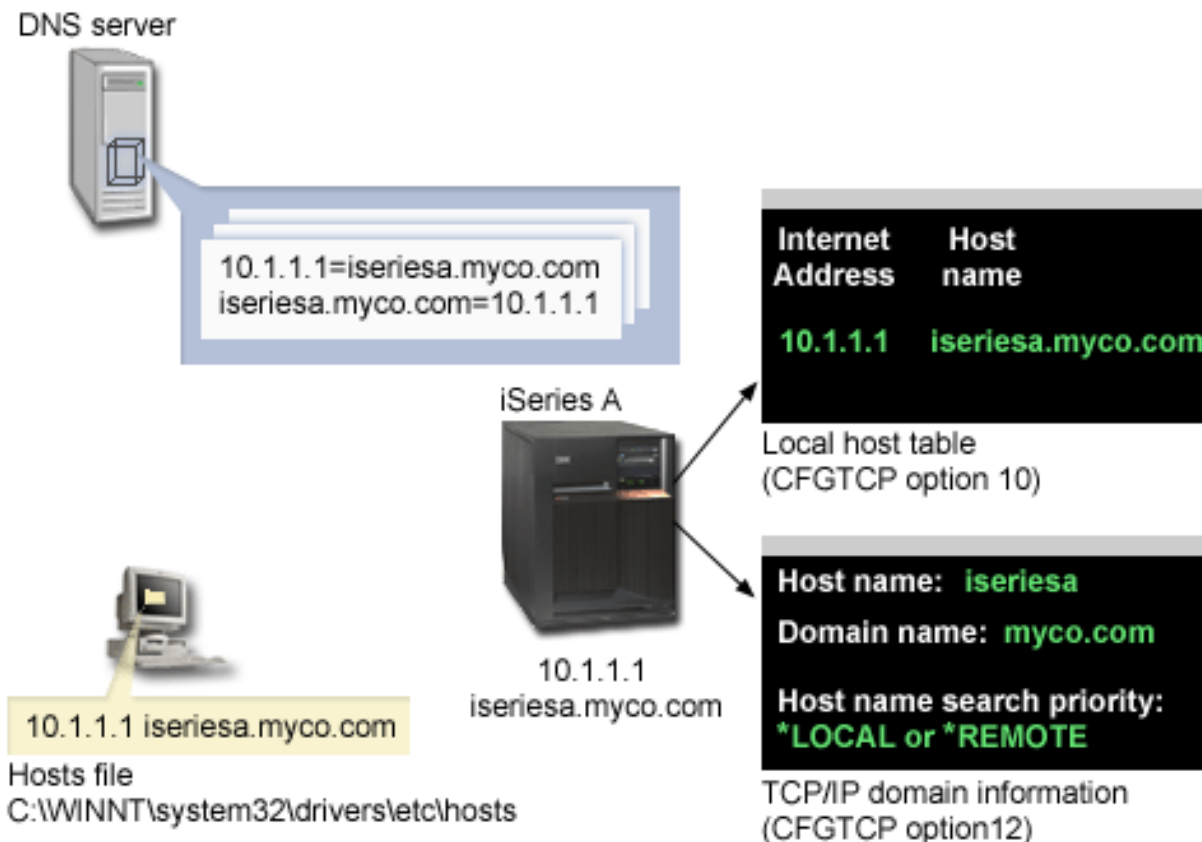 DNS server
10.1.1.1=iseriesa.myco.com
iseriesa.myco.com=10.1.1.1
iSeries A
10.1.1.1
iseriesa.myco.com
Internet Host
Address name
10.1.1.1 iseriesa.myco.com
Local host table
(CFGTCP option 10)
Host name: iseriesa
Domain name: myco.com
Host name search priority:
*LOCAL or *REMOTE
TCP/IP domain information
(CFGTCP option12)
10.1.1.1 iseriesa.myco.com
Hosts file
C:\WINNT\system32\drivers\etc\hosts